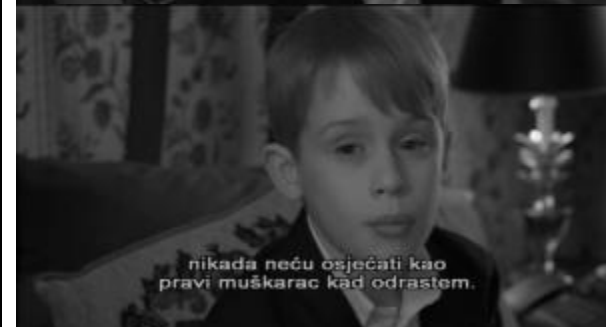 nikada neću osjećati kao
pravi muškarac kad odrastem.